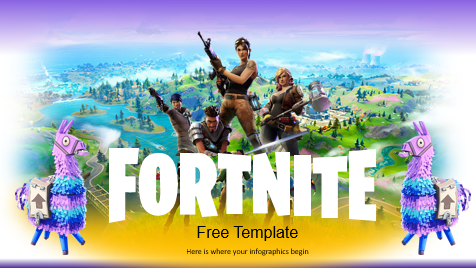 FORTNITE
Free Template
Here is where your infographics begin